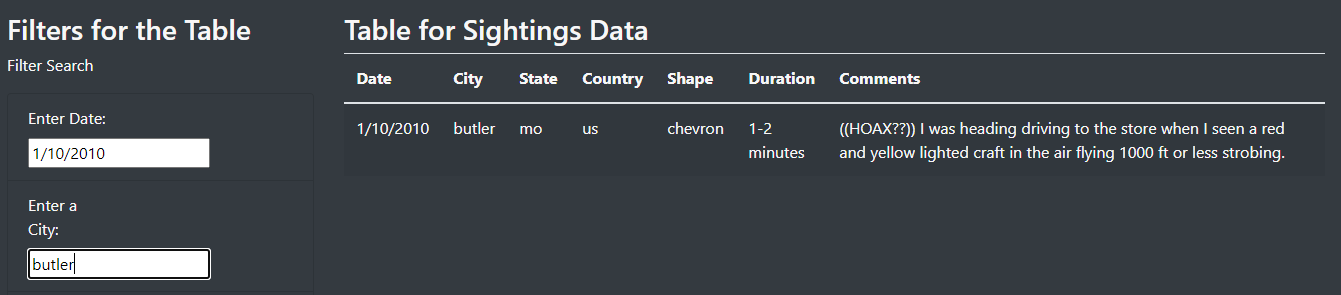 Filters for the Table
Filter Search
Enter Date:
1/10/2010
Enter a
City:
butler
Table for Sightings Data
Date City State Country Shape Duration Comments
1/10/2010 butler mo us chevron 1-2 ((HOAX??)) I was heading driving to the store when I seen a red
minutes and yellow lighted craft in the air flying 1000 ft or less strobing.